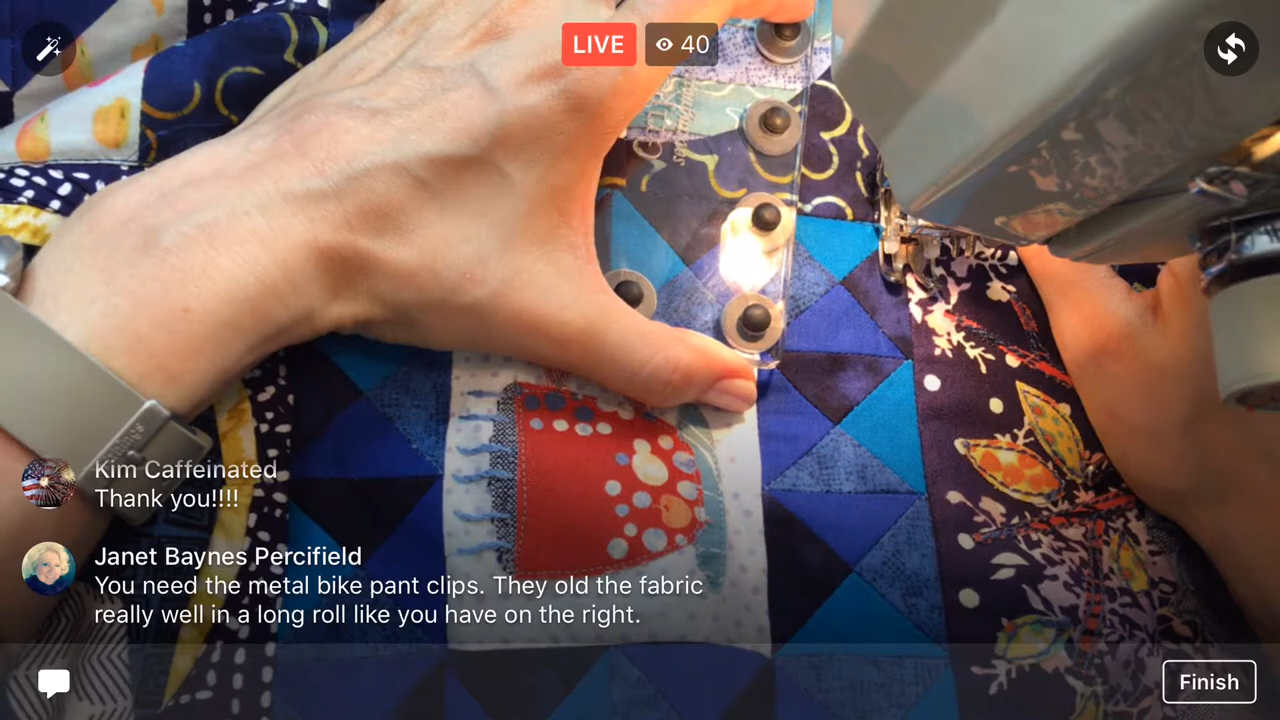 LIVE
40
Kim Caffeinated
Thank you!!!!
Janet Baynes Percifield
You need the metal bike pant clips. They old the fabric
really well in a long roll like you have on the right.
Finish